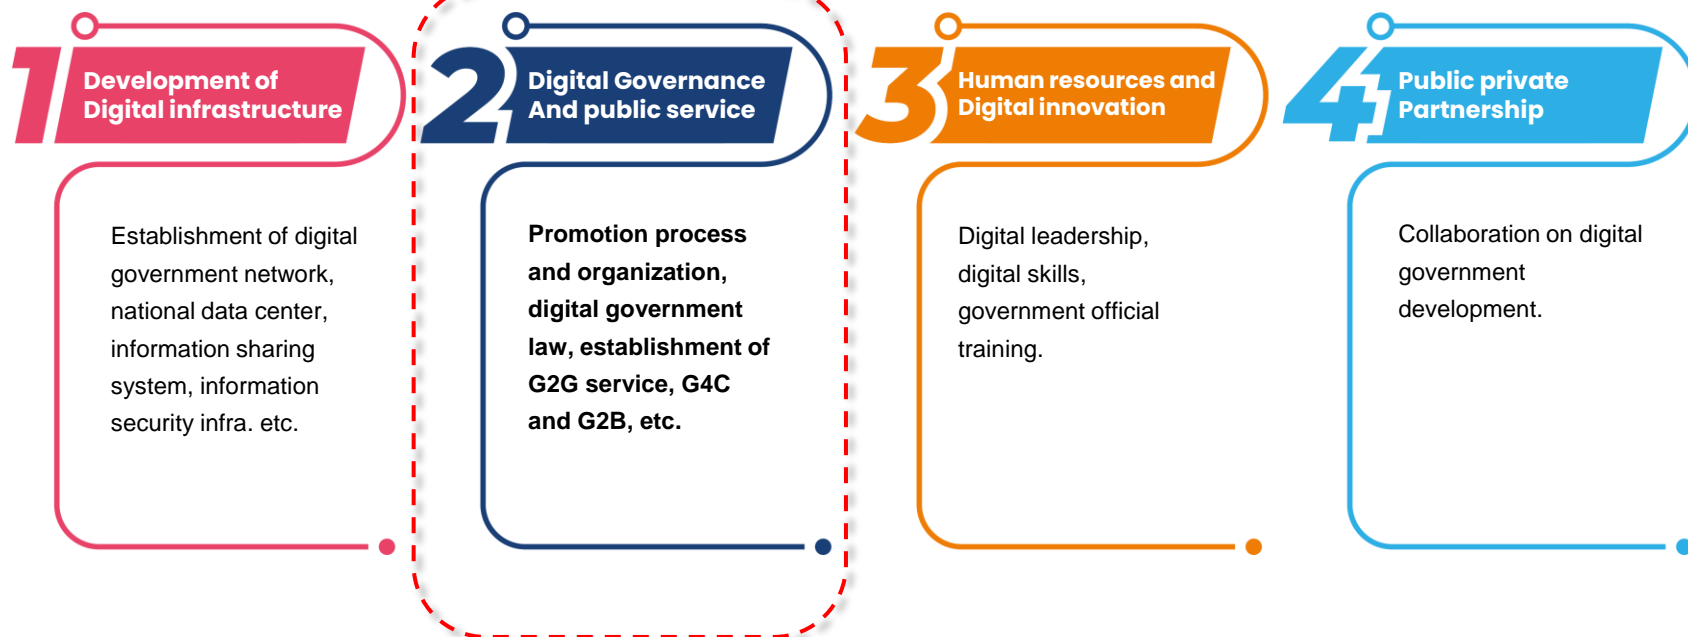 1
Development of
Digital infrastructure
Establishment of digital
government network,
national data center,
information sharing
system, information
security infra. etc.
2
Digital Governance
And public service
Promotion process
and organization,
digital government
law, establishment of
G2G service, G4C
and G2B, etc.
3
Human resources and
Digital innovation
Digital leadership,
digital skills,
government official
training.
4
Public private
Partnership
Collaboration on digital
government
development.